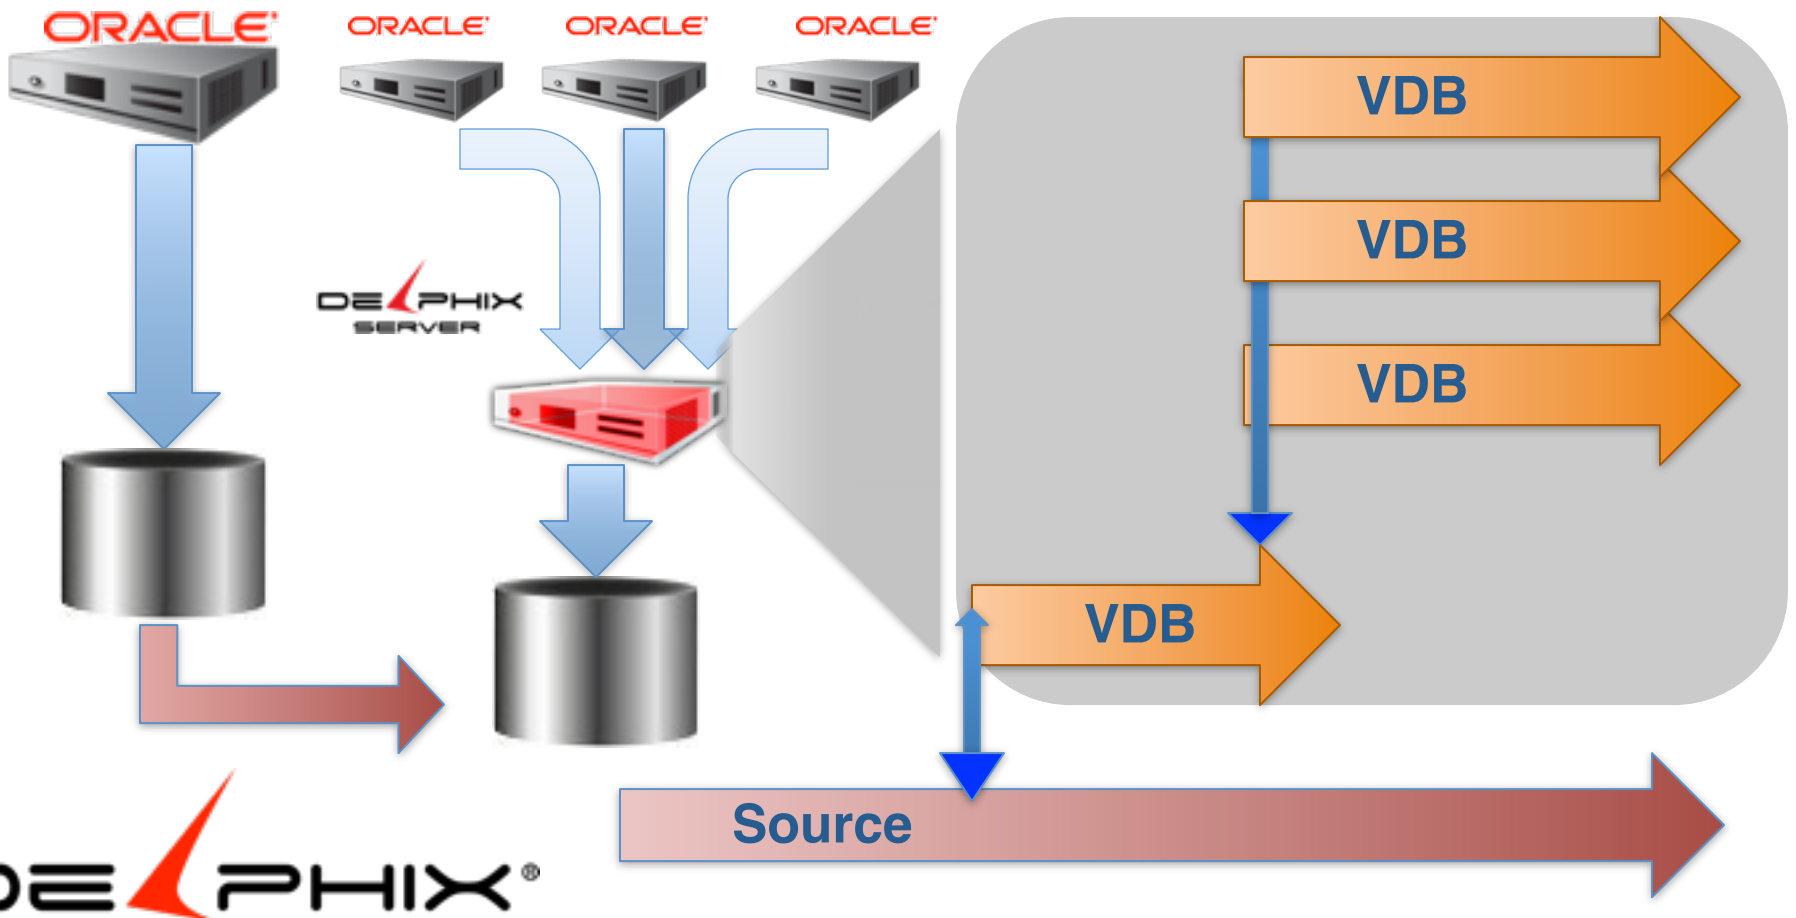 ORACLE
ORACLE
ORACLE
ORACLE
VDB
VDB
DELPHIX
SERVER
VDB
VDB
Source
DELPHIX®